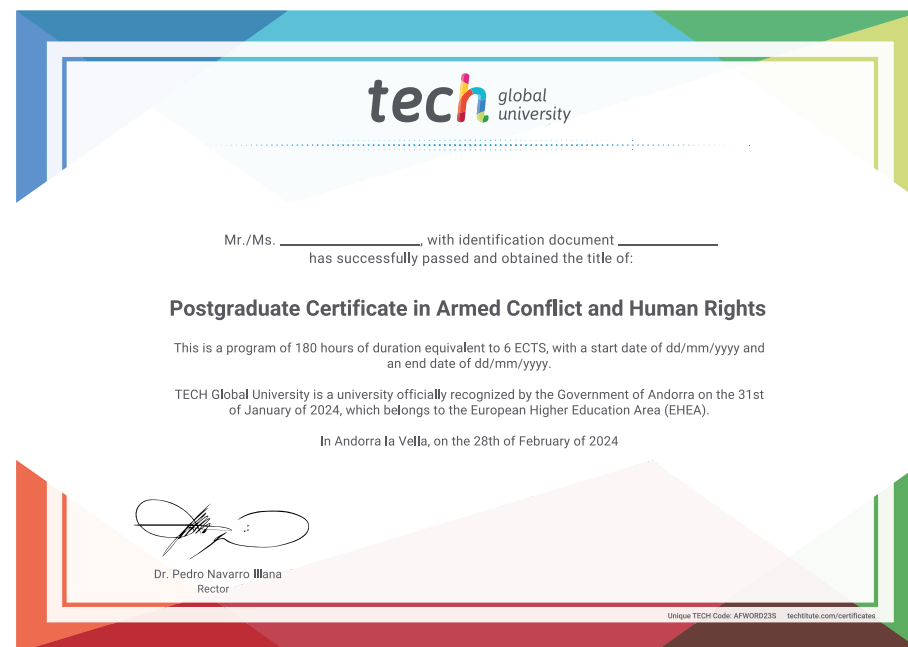 tech global university
Mr./Ms. ____________________, with identification document ______________
has successfully passed and obtained the title of:
Postgraduate Certificate in Armed Conflict and Human Rights
This is a program of 180 hours of duration equivalent to 6 ECTS, with a start date of dd/mm/yyyy and
an end date of dd/mm/yyyy.
TECH Global University is a university officially recognized by the Government of Andorra on the 31st
of January of 2024, which belongs to the European Higher Education Area (EHEA).
In Andorra la Vella, on the 28th of February of 2024
Dr. Pedro Navarro Illana
Rector
Unique TECH Code: AFWORD23S techtitute.com/certificates